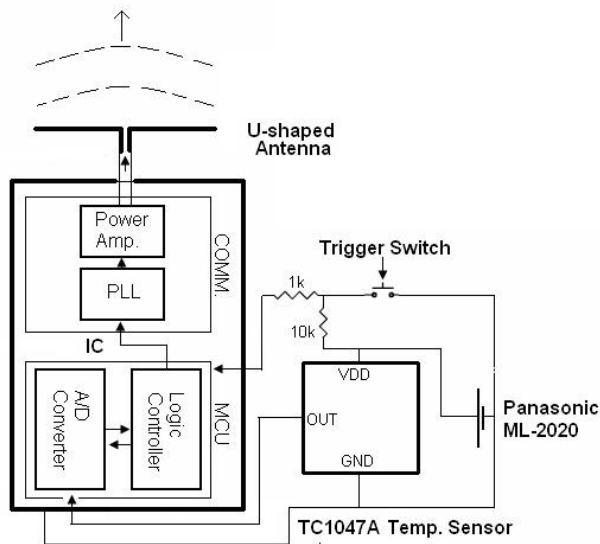 U-shaped
Antenna
Power
Amp.
COMM.
PLL
Trigger Switch
1k
10k
IC
A/D
Converter
Logic
Controller
MCU
VDD
OUT
GND
Panasonic
ML-2020
TC1047A Temp. Sensor